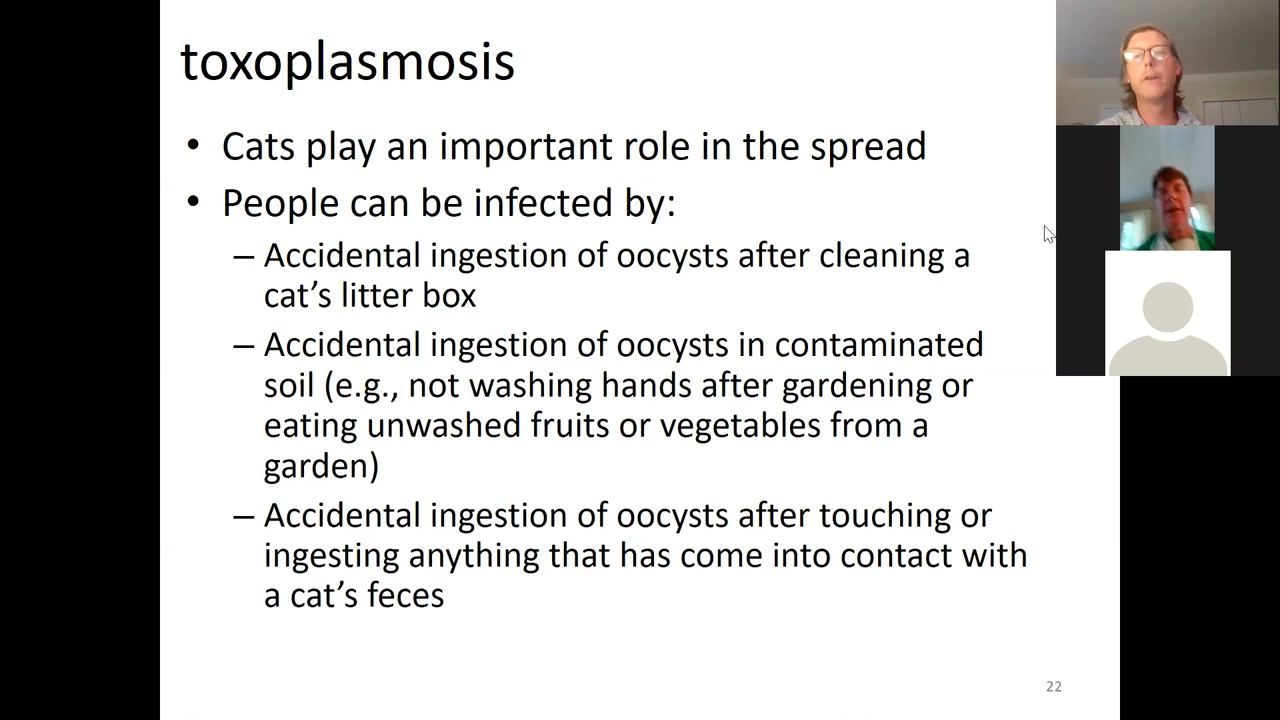 toxoplasmosis
• Cats play an important role in the spread
• People can be infected by:
– Accidental ingestion of oocysts after cleaning a
cat’s litter box
– Accidental ingestion of oocysts in contaminated
soil (e.g., not washing hands after gardening or
eating unwashed fruits or vegetables from a
garden)
– Accidental ingestion of oocysts after touching or
ingesting anything that has come into contact with
a cat’s feces
22